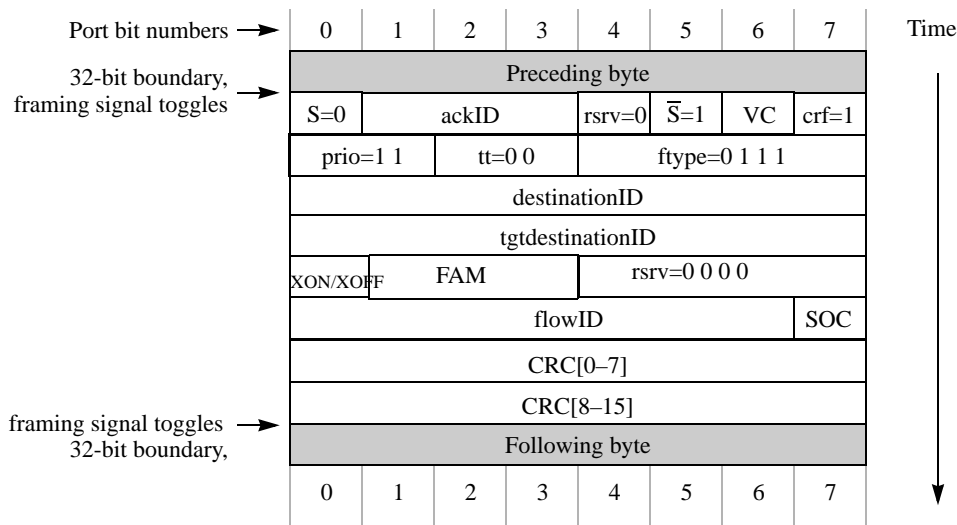 Port bit numbers 0 1 2 3 4 5 6 7 Time
Preceding byte
32-bit boundary,
framing signal toggles
S=0 ackID rsrv=0 S̅=1 VC crf=1
prio=1 1 tt=0 0 ftype=0 1 1 1
destinationID
tgtdestinationID
XON/XOFF FAM rsrv=0 0 0 0
flowID SOC
CRC[0–7]
CRC[8–15]
framing signal toggles
32-bit boundary,
Following byte
0 1 2 3 4 5 6 7